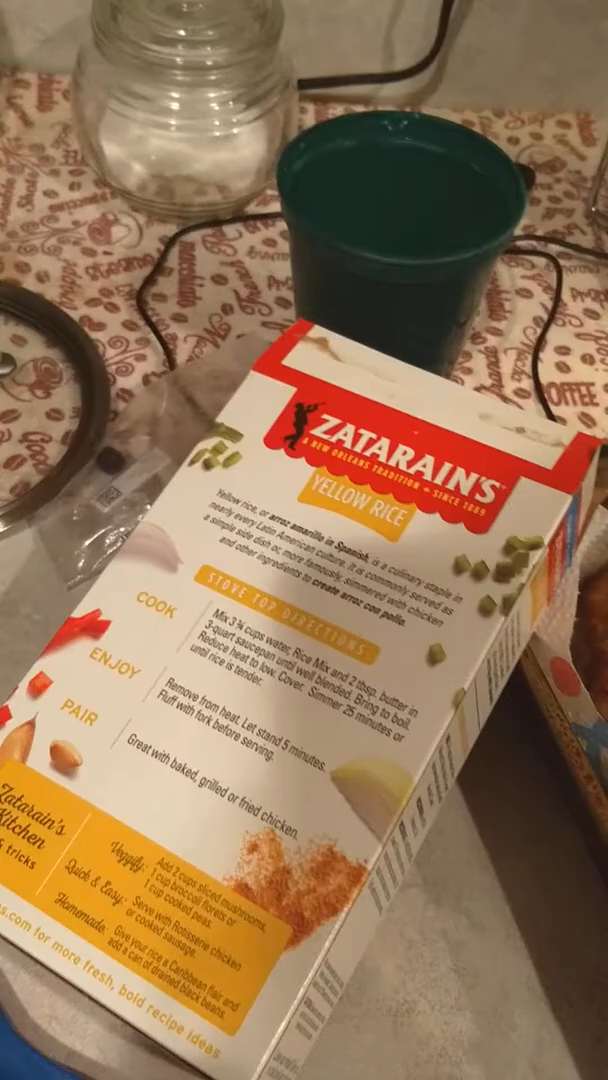 ZATARAIN'S
A NEW ORLEANS TRADITION + SINCE 1889
YELLOW RICE
Yellow rice, or arroz amarillo in Spanish, is a culinary staple in
nearly every Latin American culture. It is commonly served as
a simple side dish or, more famously, simmered with chicken
and other ingredients to create arroz con pollo.
STOVE TOP DIRECTIONS
COOK
Mix 3 ¾ cups water, Rice Mix and 2 tbsp. butter in
3-quart saucepan until well blended. Bring to boil.
Reduce heat to low. Cover. Simmer 25 minutes or
until rice is tender.
ENJOY
Remove from heat. Let stand 5 minutes.
Fluff with fork before serving.
PAIR
Great with baked, grilled or fried chicken.
Zatarain's
Kitchen
tricks
Veggify: Add 2 cups sliced mushrooms,
1 cup broccoli florets or
1 cup cooked peas.
Quick & Easy: Serve with Rotisserie chicken
or cooked sausage.
Homemade: Give your rice a Caribbean flair and
add a can of drained black beans.
s.com for more fresh, bold recipe ideas
macchiato
OFFEE